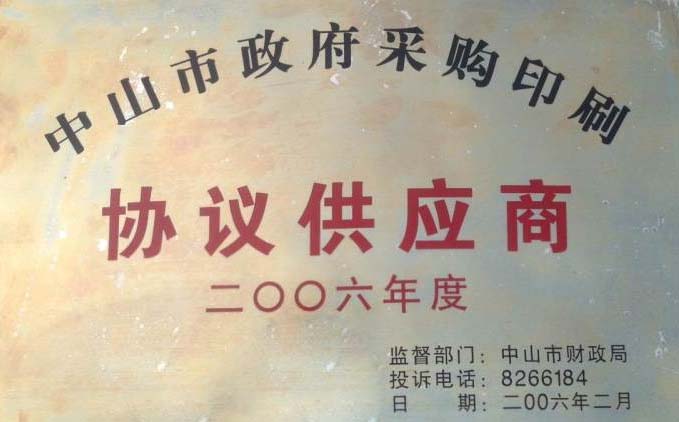 中山市政府采购印刷
协议供应商
二〇〇六年度
监督部门：中山市财政局
投诉电话：8266184
日　　期：二00六年二月